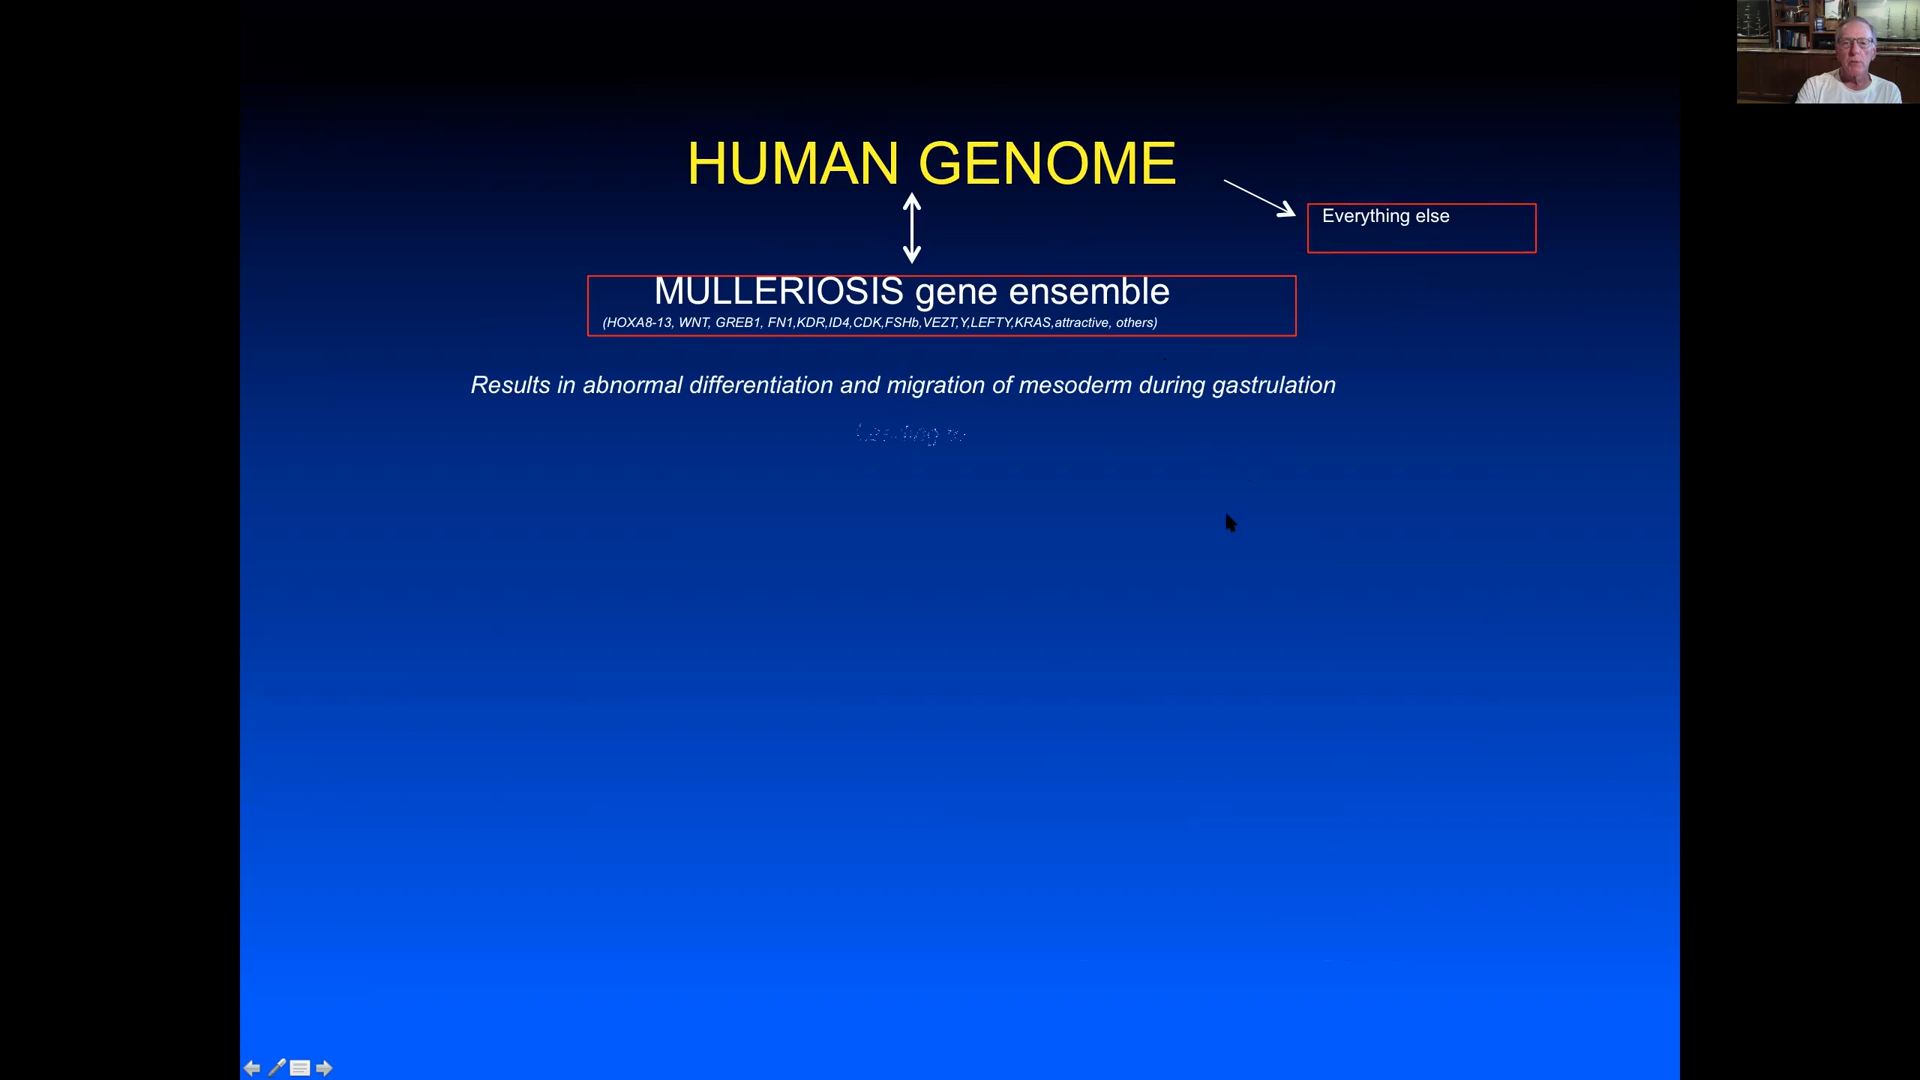 HUMAN GENOME
Everything else
MULLERIOSIS gene ensemble
(HOXA8-13, WNT, GREB1, FN1,KDR,ID4,CDK,FSHb,VEZT,Y,LEFTY,KRAS,attractive, others)
Results in abnormal differentiation and migration of mesoderm during gastrulation